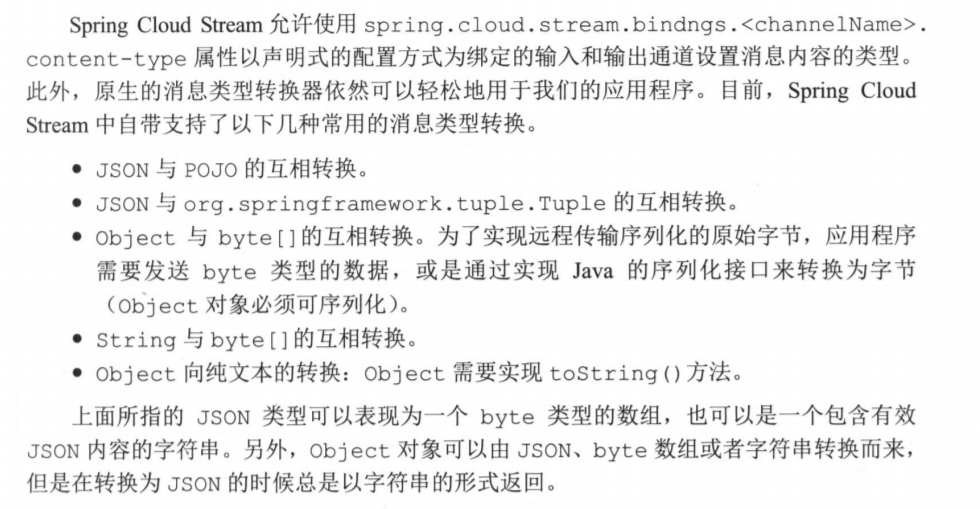 Spring Cloud Stream 允许使用 spring.cloud.stream.bindngs.<channelName>.
content-type 属性以声明式的配置方式为绑定的输入和输出通道设置消息内容的类型。
此外，原生的消息类型转换器依然可以轻松地用于我们的应用程序。目前，Spring Cloud
Stream 中自带支持了以下几种常用的消息类型转换。
• JSON 与 POJO 的互相转换。
• JSON 与 org.springframework.tuple.Tuple 的互相转换。
• Object 与 byte[]的互相转换。为了实现远程传输序列化的原始字节，应用程序
需要发送 byte 类型的数据，或是通过实现 Java 的序列化接口来转换为字节
（Object 对象必须可序列化）。
• String 与 byte[]的互相转换。
• Object 向纯文本的转换：Object 需要实现 toString()方法。
上面所指的 JSON 类型可以表现为一个 byte 类型的数组，也可以是一个包含有效
JSON 内容的字符串。另外，Object 对象可以由 JSON、byte 数组或者字符串转换而来，
但是在转换为 JSON 的时候总是以字符串的形式返回。